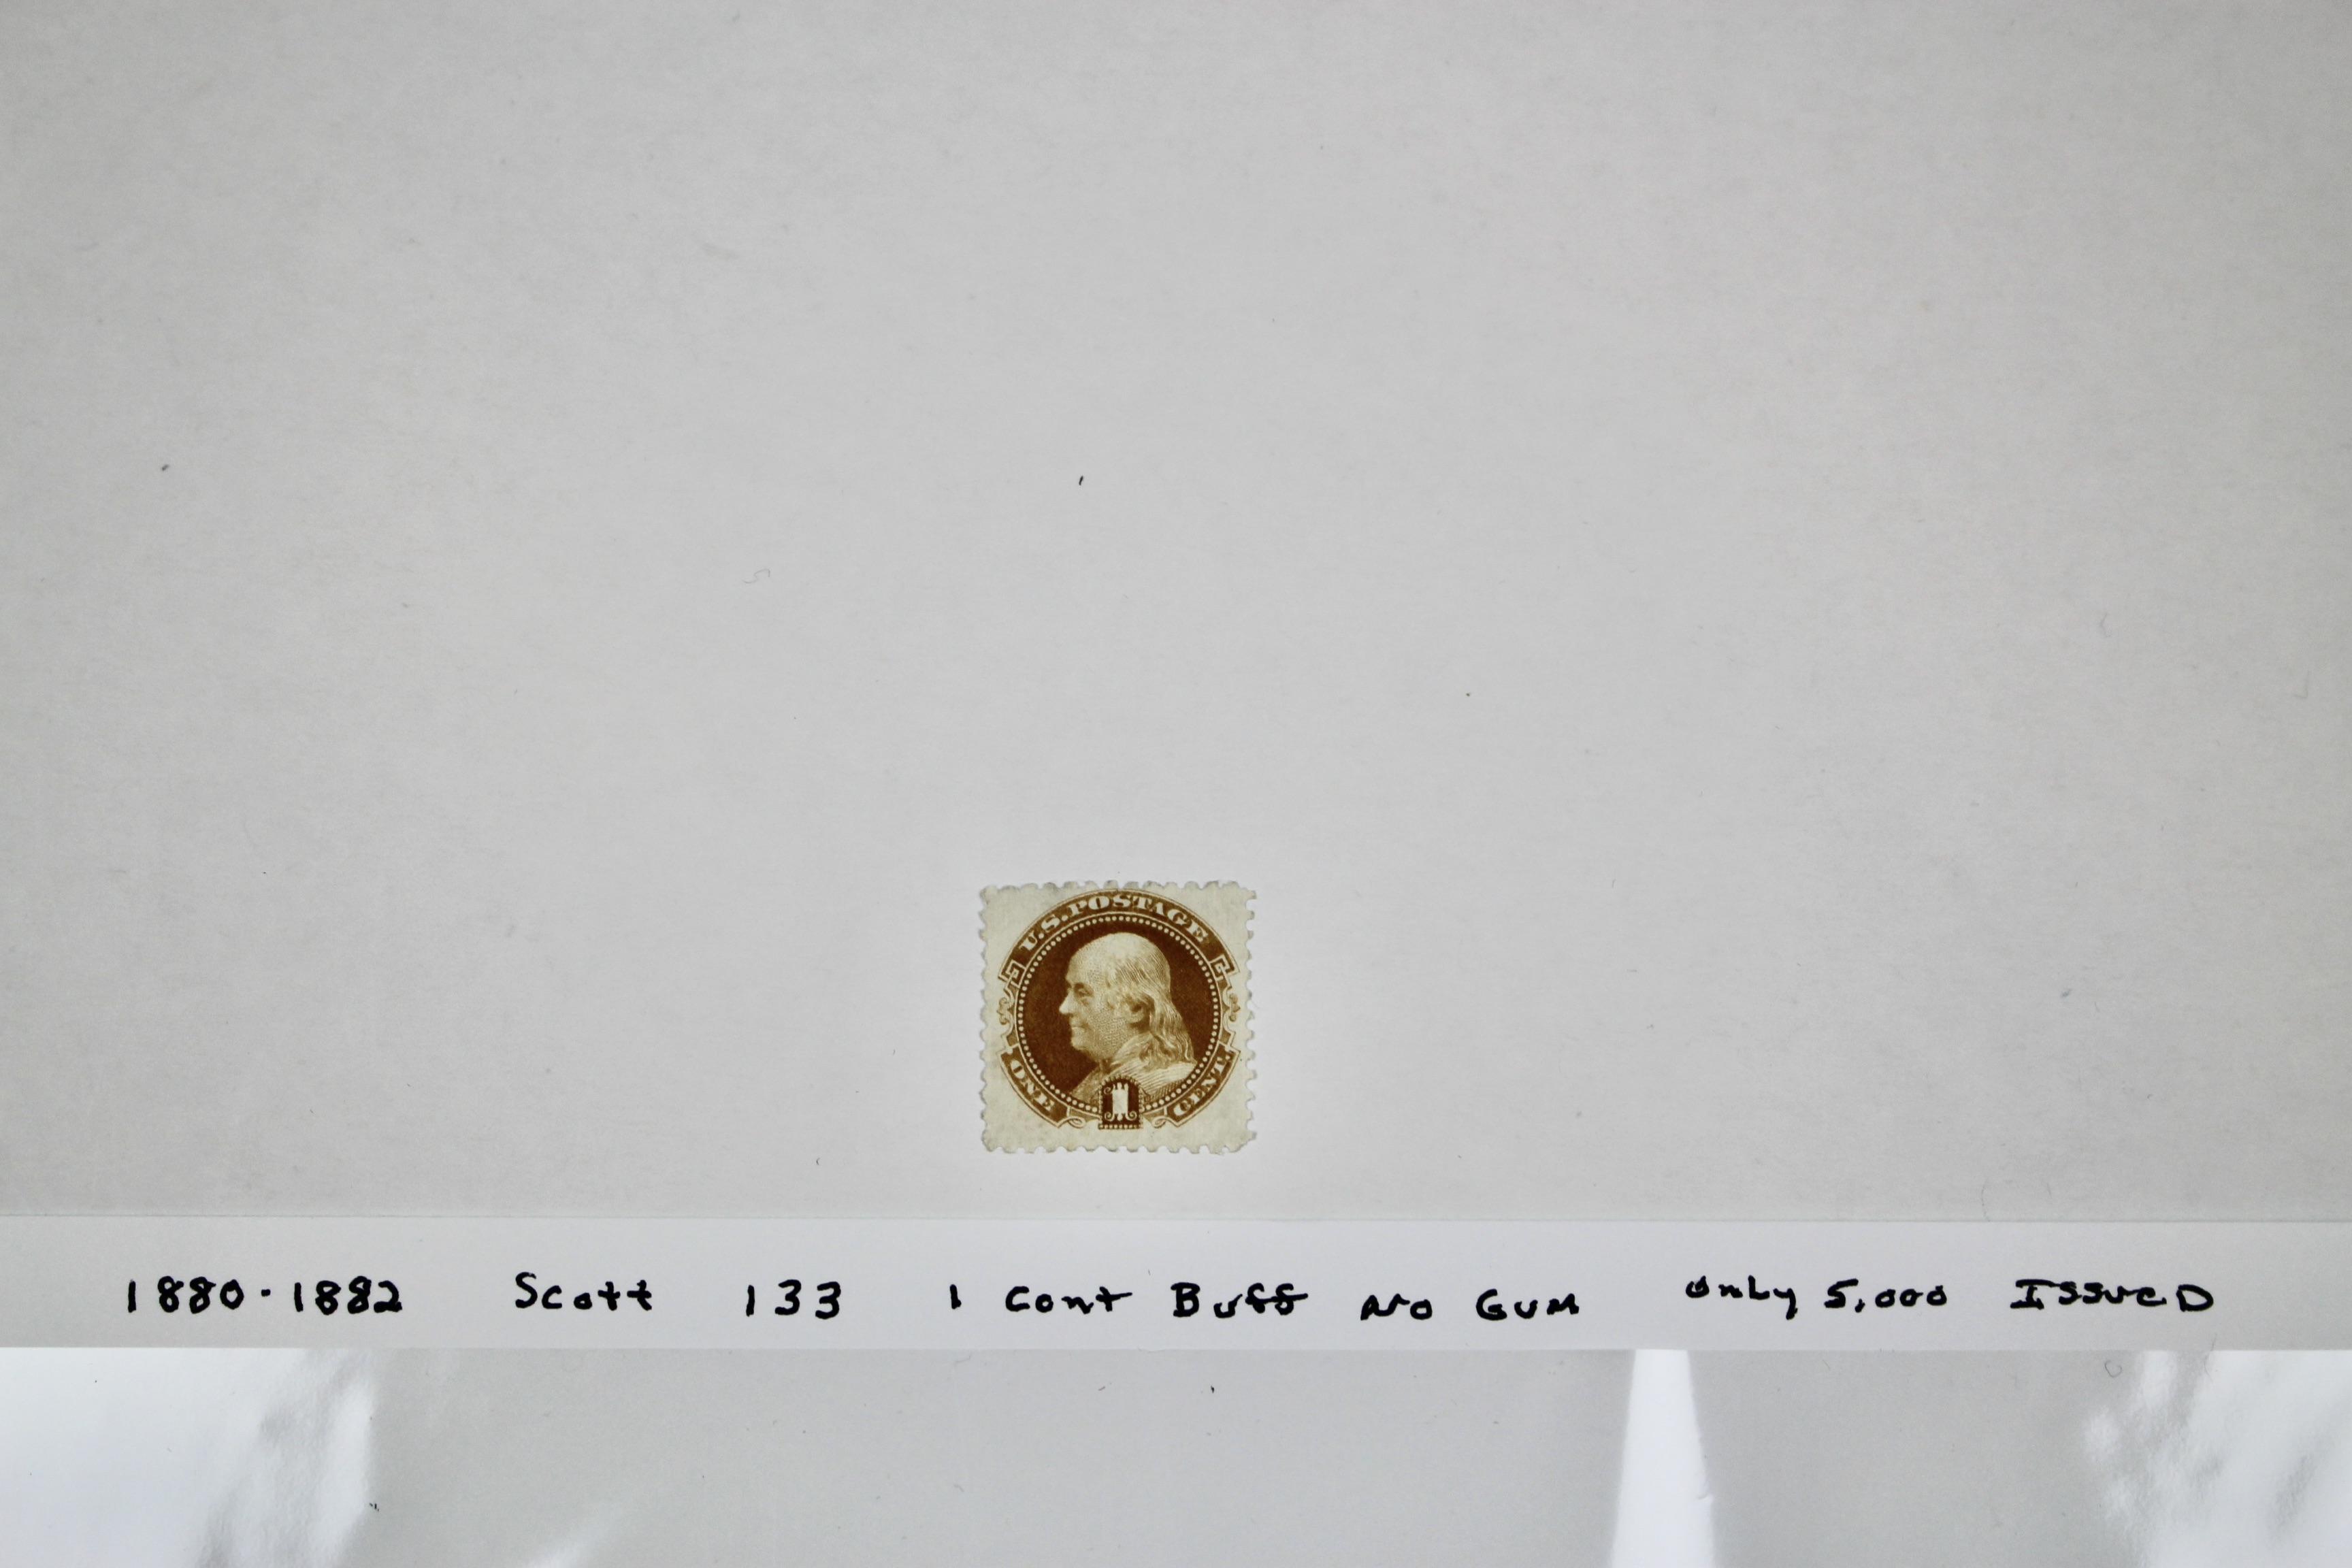 U.S. POSTAGE
ONE 1 CENT.
1880-1882 Scott 133 1 Cent Buff No Gum only 5,000 ISSUED